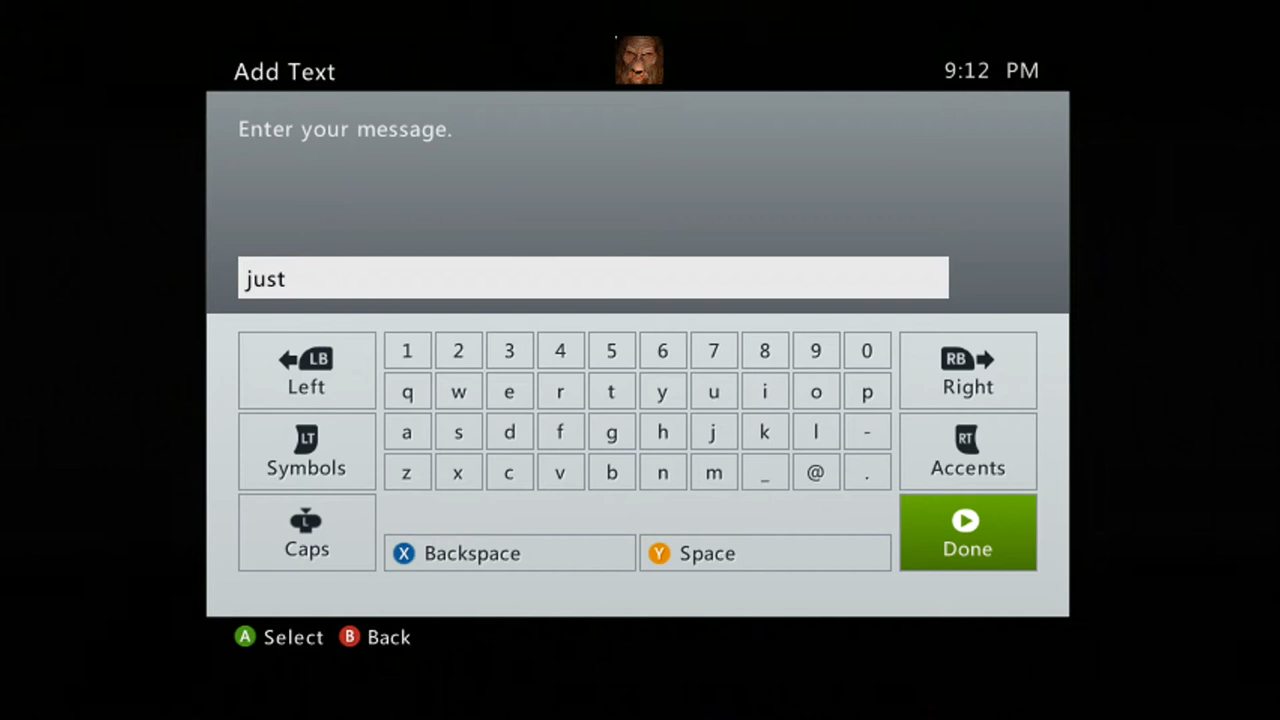 Add Text
9:12 PM
Enter your message.
just
LB
Left
1 2 3 4 5 6 7 8 9 0
RB
Right
q w e r t y u i o p
LT
Symbols
a s d f g h j k l -
RT
Accents
z x c v b n m _ @ .
L
Caps
X Backspace
Y Space
Done
A Select B Back